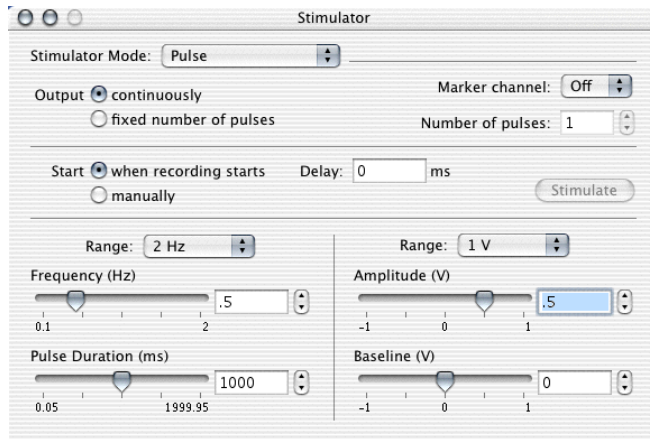 Stimulator
Stimulator Mode: Pulse
Output continuously
fixed number of pulses
Marker channel: Off
Number of pulses: 1
Start when recording starts Delay: 0 ms
manually
Stimulate
Range: 2 Hz
Frequency (Hz)
.5
0.1 2
Pulse Duration (ms)
1000
0.05 1999.95
Range: 1 V
Amplitude (V)
.5
-1 0 1
Baseline (V)
0
-1 0 1